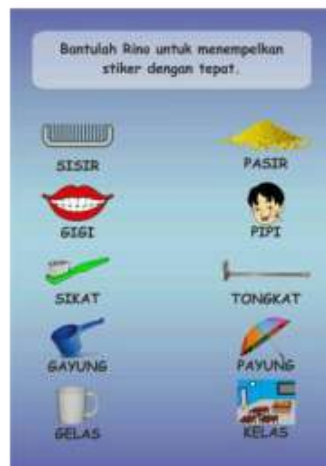 Bantulah Rino untuk menempelkan
stiker dengan tepat.
SISIR PASIR
GIGI PIPI
SIKAT TONGKAT
GAYUNG PAYUNG
GELAS KELAS